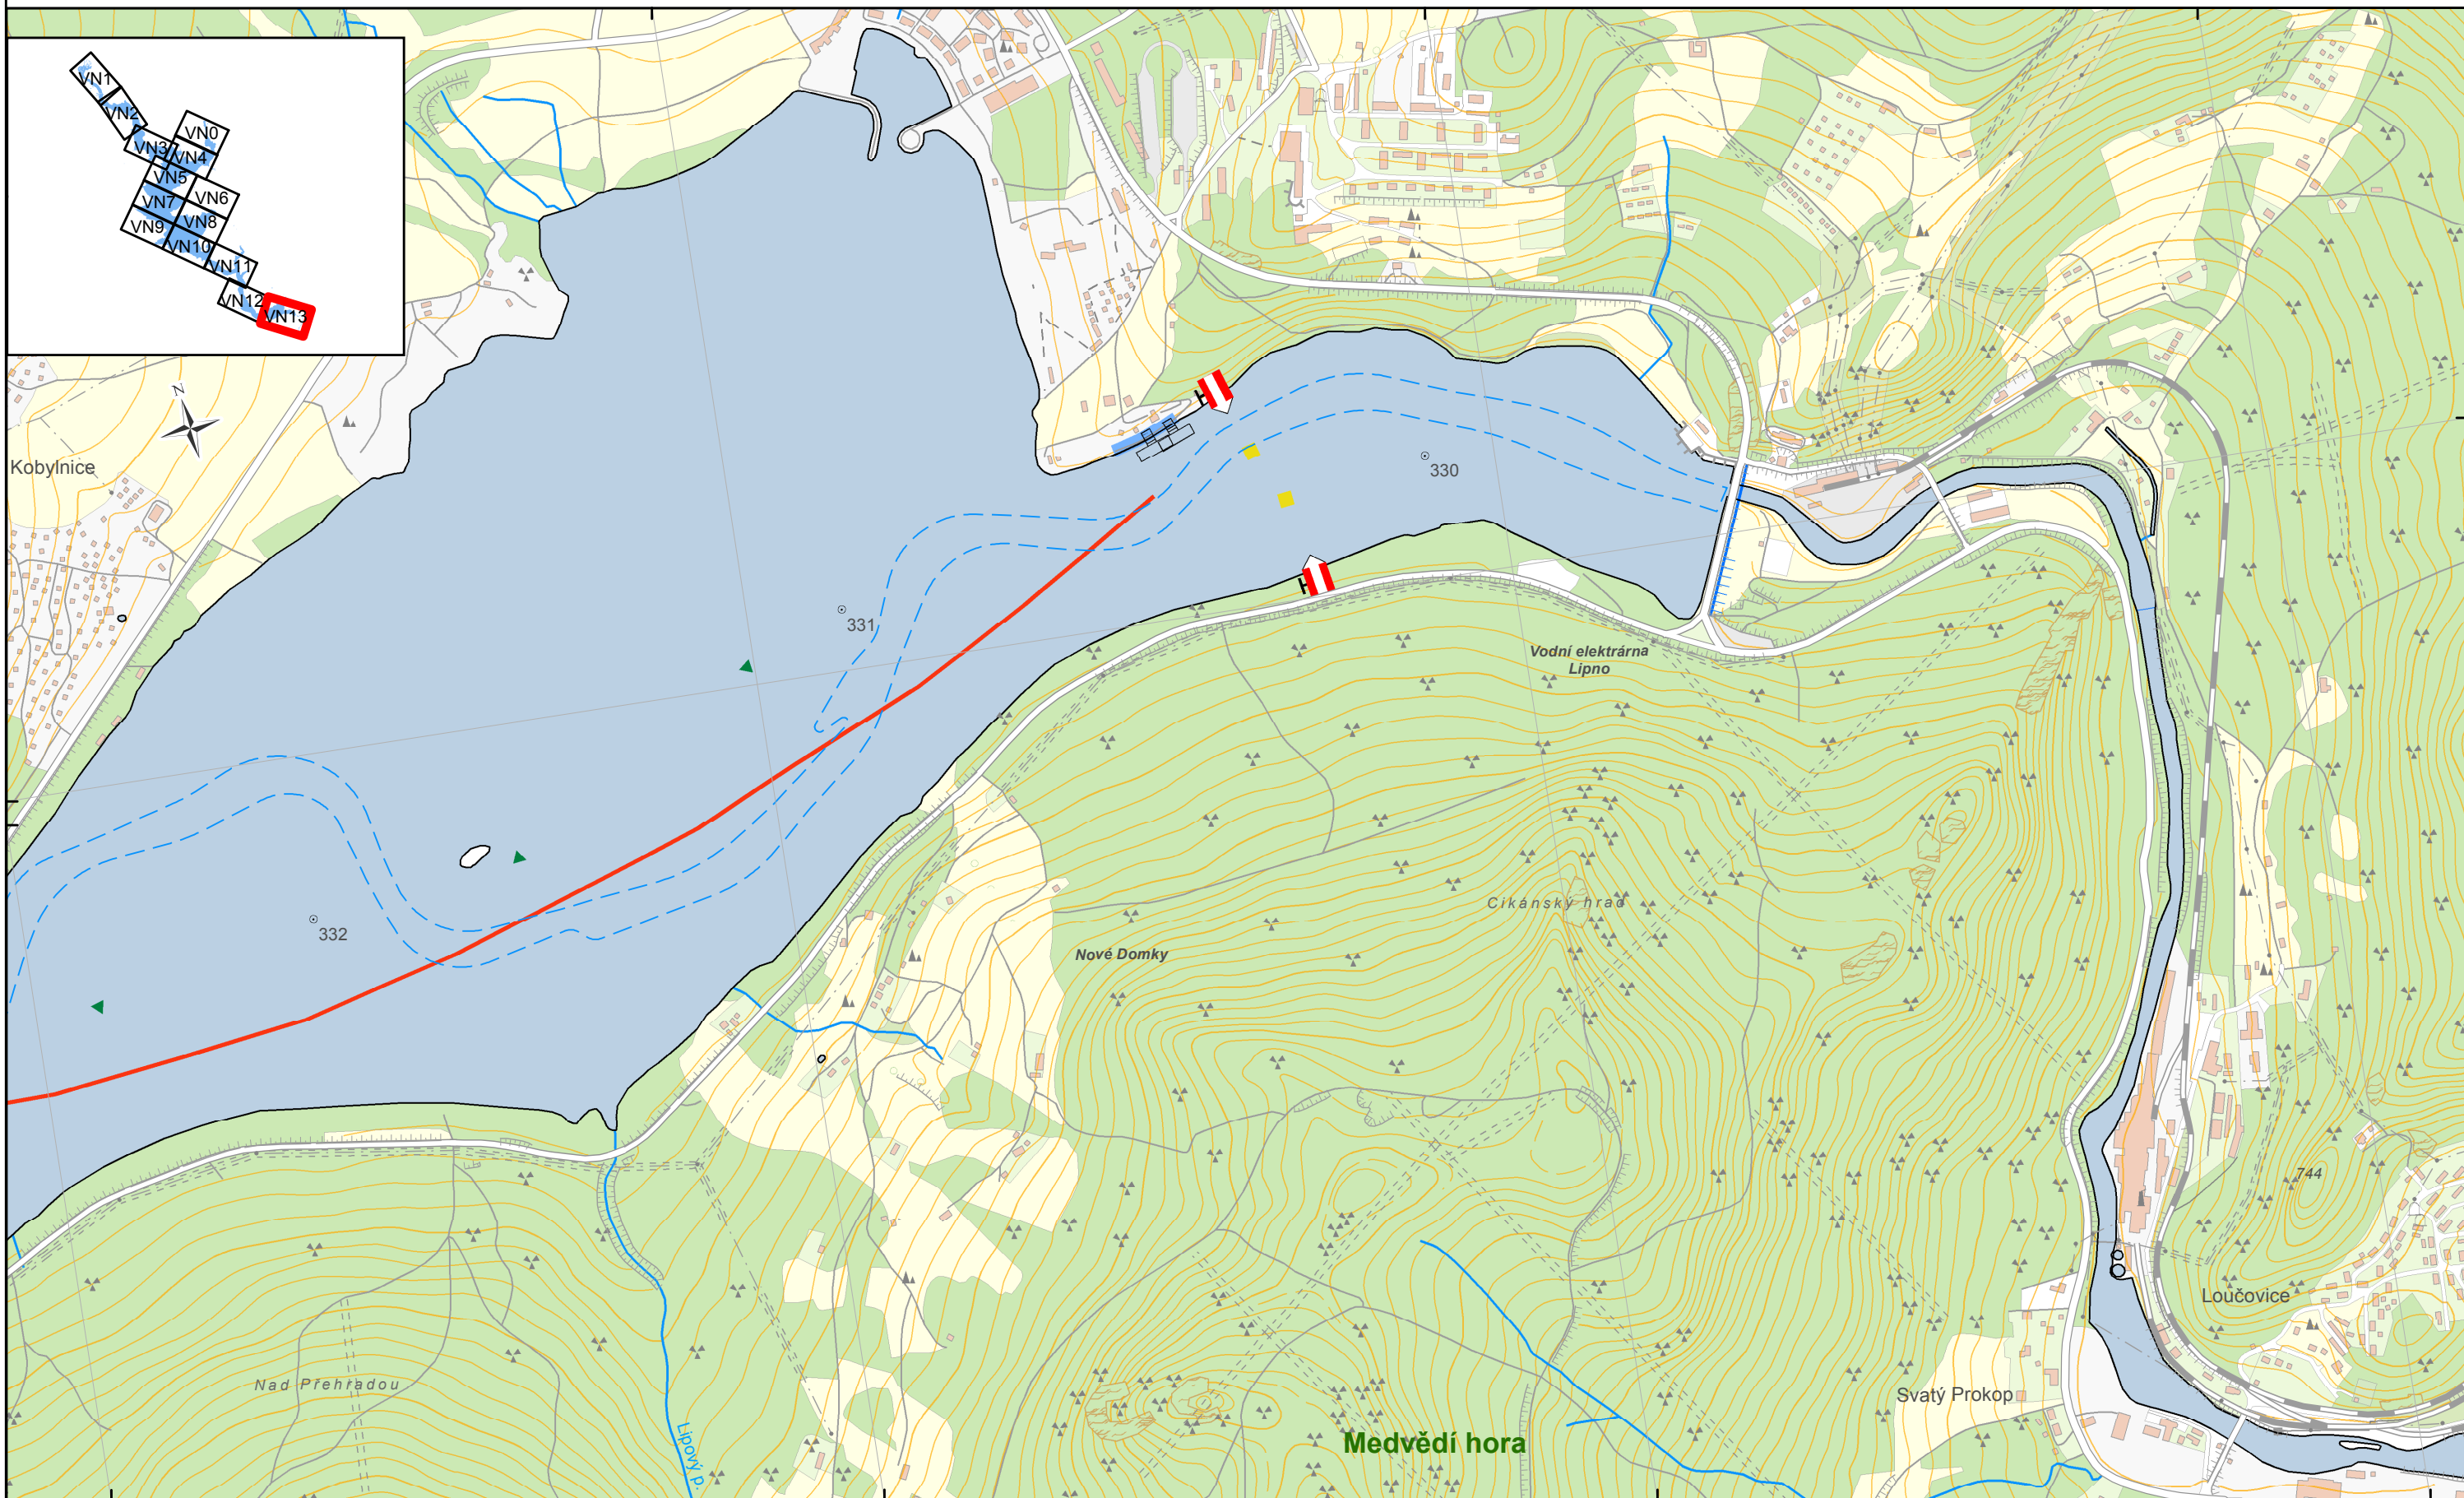 VN1
VN2
VN0
VN3
VN4
VN5
VN6
VN7
VN8
VN9
VN10
VN11
VN12
VN13
N
Kobylnice
330
331
Vodní elektrárna
Lipno
Cikánský hrad
332
Nové Domky
744
Loučovice
Nad Přehradou
Svatý Prokop
Lipový p.
Medvědí hora